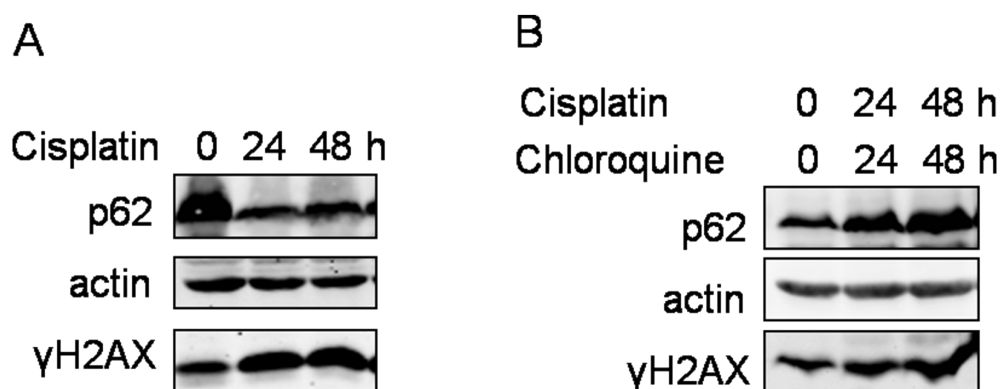 A
Cisplatin 0 24 48 h
p62
actin
γH2AX
B
Cisplatin 0 24 48 h
Chloroquine 0 24 48 h
p62
actin
γH2AX